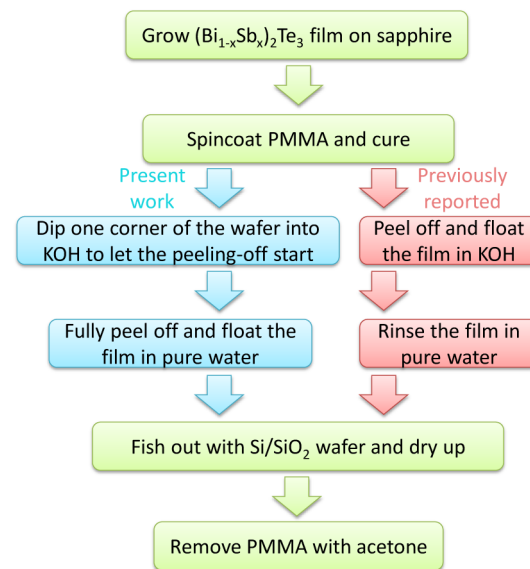 Grow (Bi₁₋ₓSbₓ)₂Te₃ film on sapphire
Spincoat PMMA and cure
Present
work
Previously
reported
Dip one corner of the wafer into
KOH to let the peeling-off start
Peel off and float
the film in KOH
Fully peel off and float the
film in pure water
Rinse the film in
pure water
Fish out with Si/SiO₂ wafer and dry up
Remove PMMA with acetone